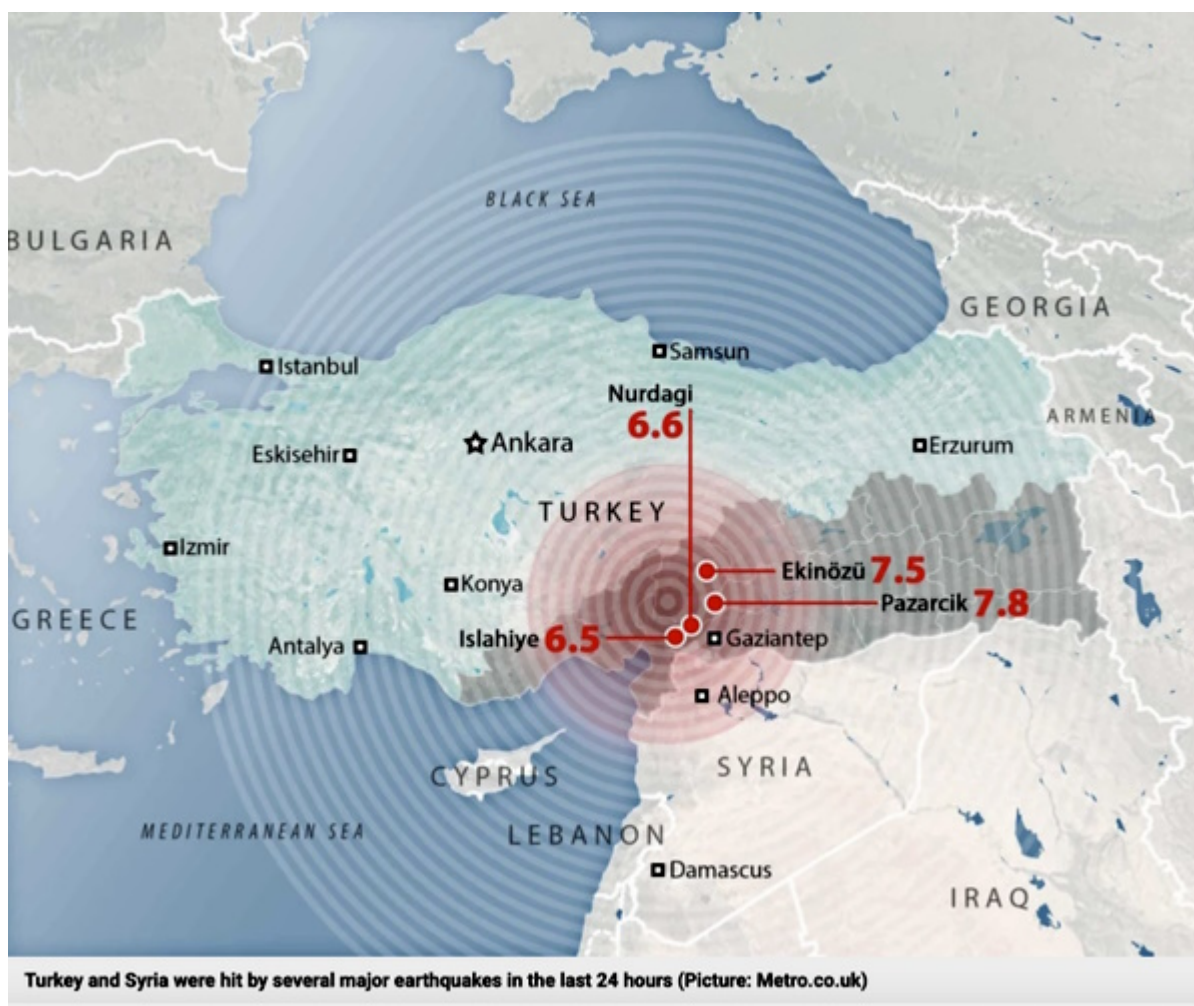 BLACK SEA
BULGARIA
GEORGIA
Istanbul
Samsun
Nurdagi
6.6
ARMENIA
Eskisehir
Ankara
Erzurum
TURKEY
Izmir
Ekinözü 7.5
Konya
Pazarcik 7.8
GREECE
Islahiye 6.5
Gaziantep
Antalya
Aleppo
CYPRUS
SYRIA
MEDITERRANEAN SEA
LEBANON
Damascus
IRAQ
Turkey and Syria were hit by several major earthquakes in the last 24 hours (Picture: Metro.co.uk)